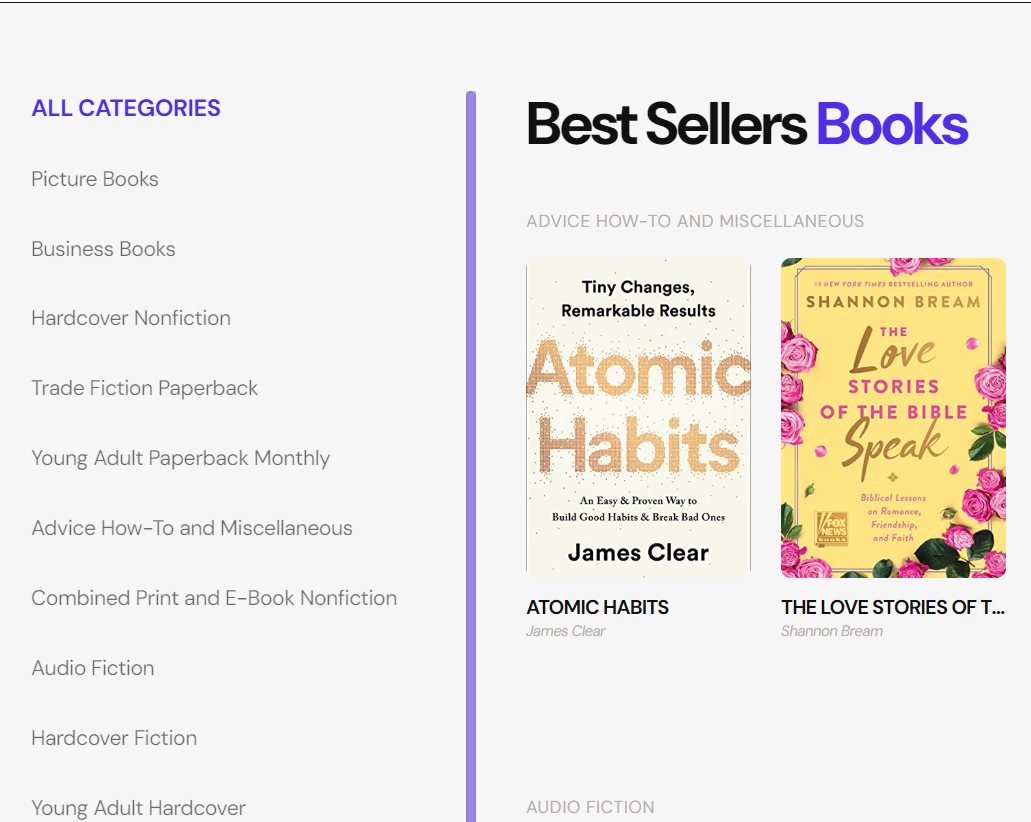 ALL CATEGORIES
Picture Books
Business Books
Hardcover Nonfiction
Trade Fiction Paperback
Young Adult Paperback Monthly
Advice How-To and Miscellaneous
Combined Print and E-Book Nonfiction
Audio Fiction
Hardcover Fiction
Young Adult Hardcover
Best Sellers Books
ADVICE HOW-TO AND MISCELLANEOUS
Tiny Changes,
Remarkable Results
Atomic
Habits
An Easy & Proven Way to
Build Good Habits & Break Bad Ones
James Clear
ATOMIC HABITS
James Clear
#1 NEW YORK TIMES BESTSELLING AUTHOR
SHANNON BREAM
THE
Love
STORIES
OF THE BIBLE
Speak
Biblical Lessons
on Romance,
Friendship,
and Faith
FOX
NEWS
books
THE LOVE STORIES OF T...
Shannon Bream
AUDIO FICTION